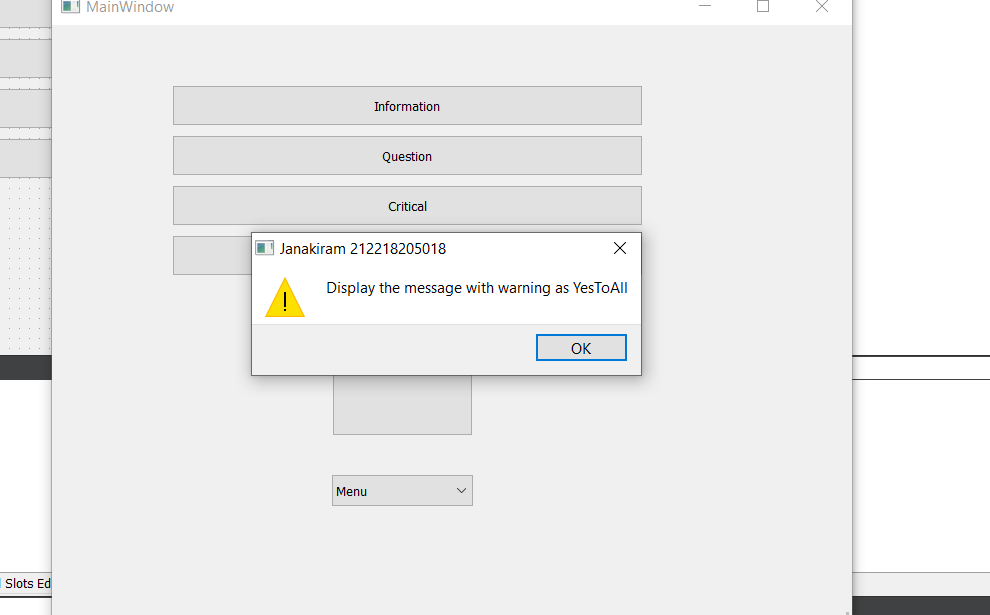 MainWindow
Information
Question
Critical
Janakiram 212218205018
Display the message with warning as YesToAll
OK
Menu
Slots Ed